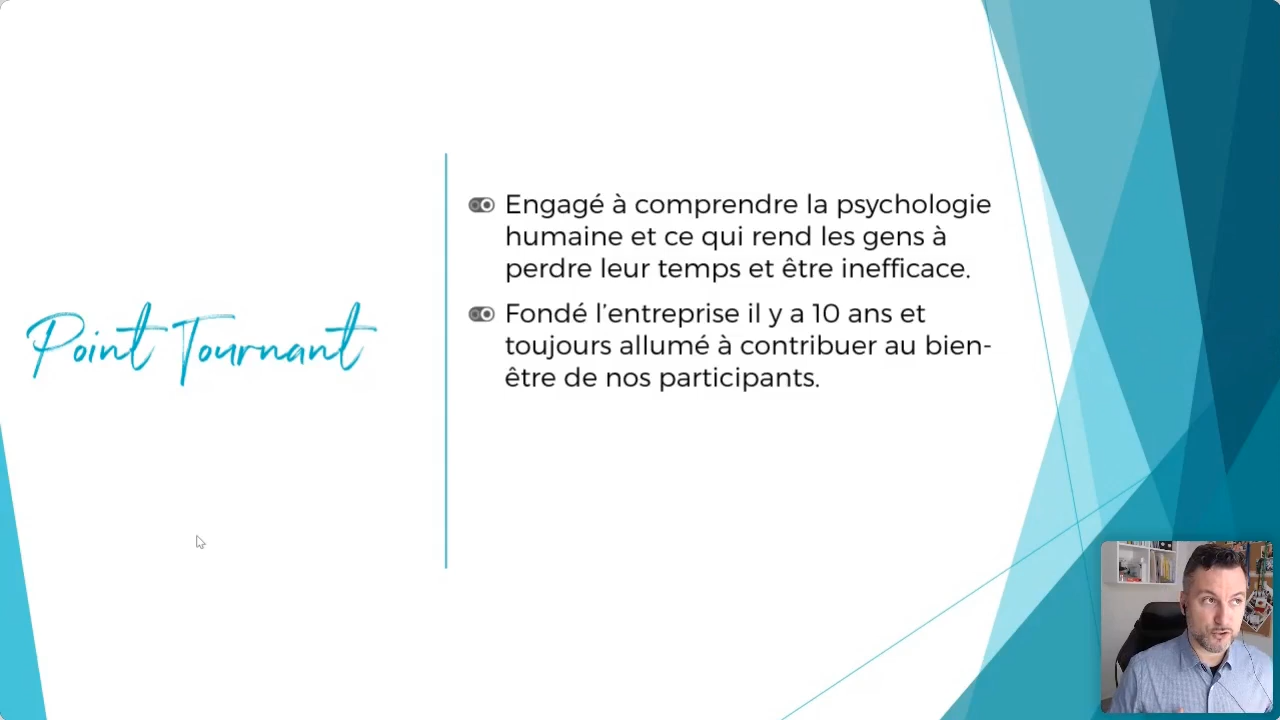 Point Tournant
Engagé à comprendre la psychologie
humaine et ce qui rend les gens à
perdre leur temps et être inefficace.
Fondé l'entreprise il y a 10 ans et
toujours allumé à contribuer au bien-
être de nos participants.